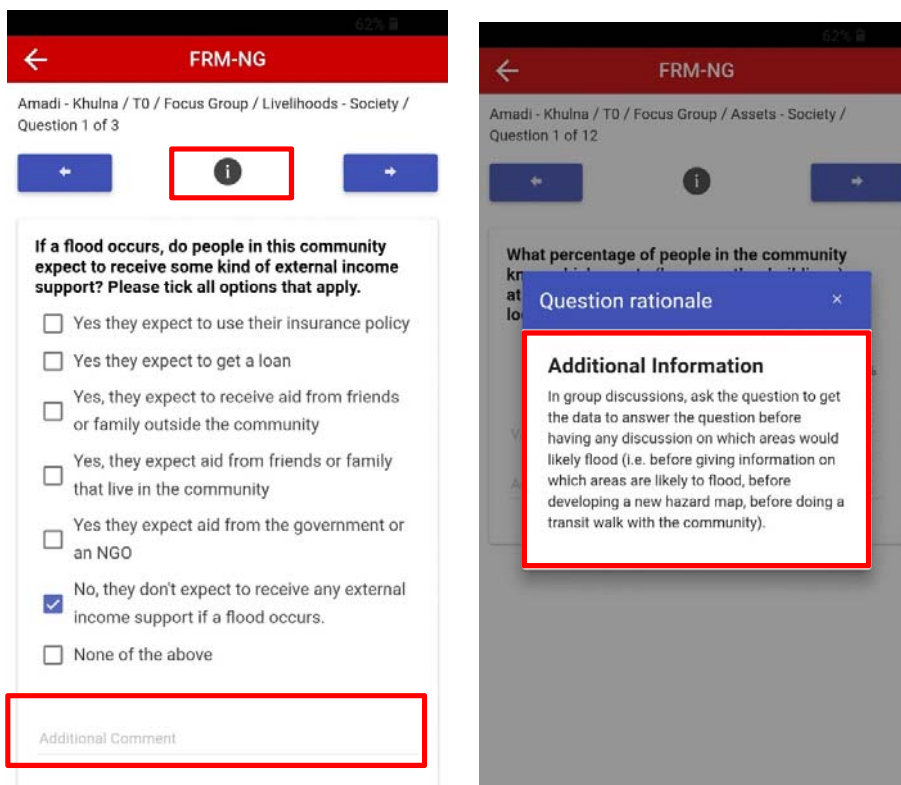 62%
FRM-NG
Amadi - Khulna / T0 / Focus Group / Livelihoods - Society /
Question 1 of 3
i
If a flood occurs, do people in this community
expect to receive some kind of external income
support? Please tick all options that apply.
Yes they expect to use their insurance policy
Yes they expect to get a loan
Yes, they expect to receive aid from friends
or family outside the community
Yes, they expect aid from friends or family
that live in the community
Yes they expect aid from the government or
an NGO
No, they don't expect to receive any external
income support if a flood occurs.
None of the above
Additional Comment
62%
FRM-NG
Amadi - Khulna / T0 / Focus Group / Assets - Society /
Question 1 of 12
i
What percentage of people in the community
Question rationale ×
Additional Information
In group discussions, ask the question to get
the data to answer the question before
having any discussion on which areas would
likely flood (i.e. before giving information on
which areas are likely to flood, before
developing a new hazard map, before doing a
transit walk with the community).